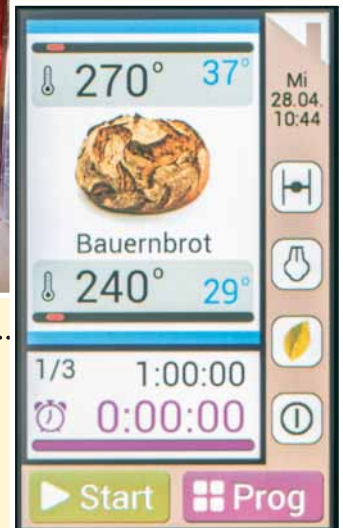 270° 37°
Mi
28.04.
10:44
Bauernbrot
240° 29°
1/3 1:00:00
0:00:00
Start Prog